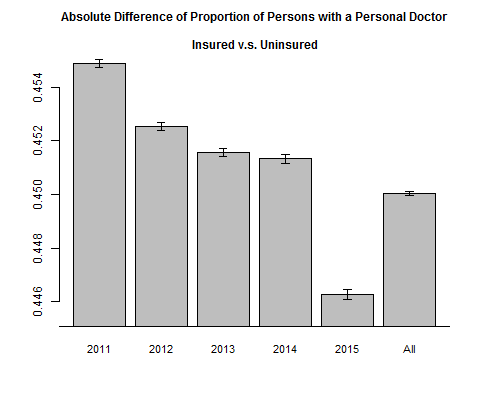 Absolute Difference of Proportion of Persons with a Personal Doctor
Insured v.s. Uninsured
0.454
0.452
0.450
0.448
0.446
2011 2012 2013 2014 2015 All